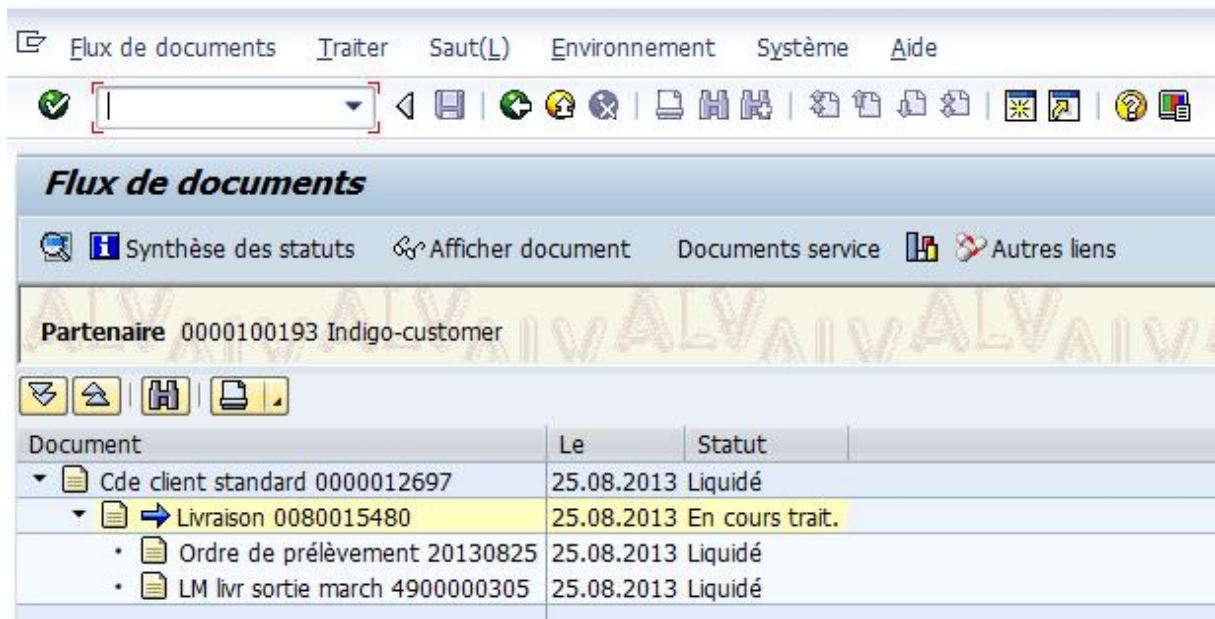 Flux de documents Traiter Saut(L) Environnement Système Aide
Flux de documents
Synthèse des statuts Afficher document Documents service Autres liens
Partenaire 0000100193 Indigo-customer
Document Le Statut
Cde client standard 0000012697 25.08.2013 Liquidé
Livraison 0080015480 25.08.2013 En cours trait.
Ordre de prélèvement 20130825 25.08.2013 Liquidé
LM livr sortie march 4900000305 25.08.2013 Liquidé